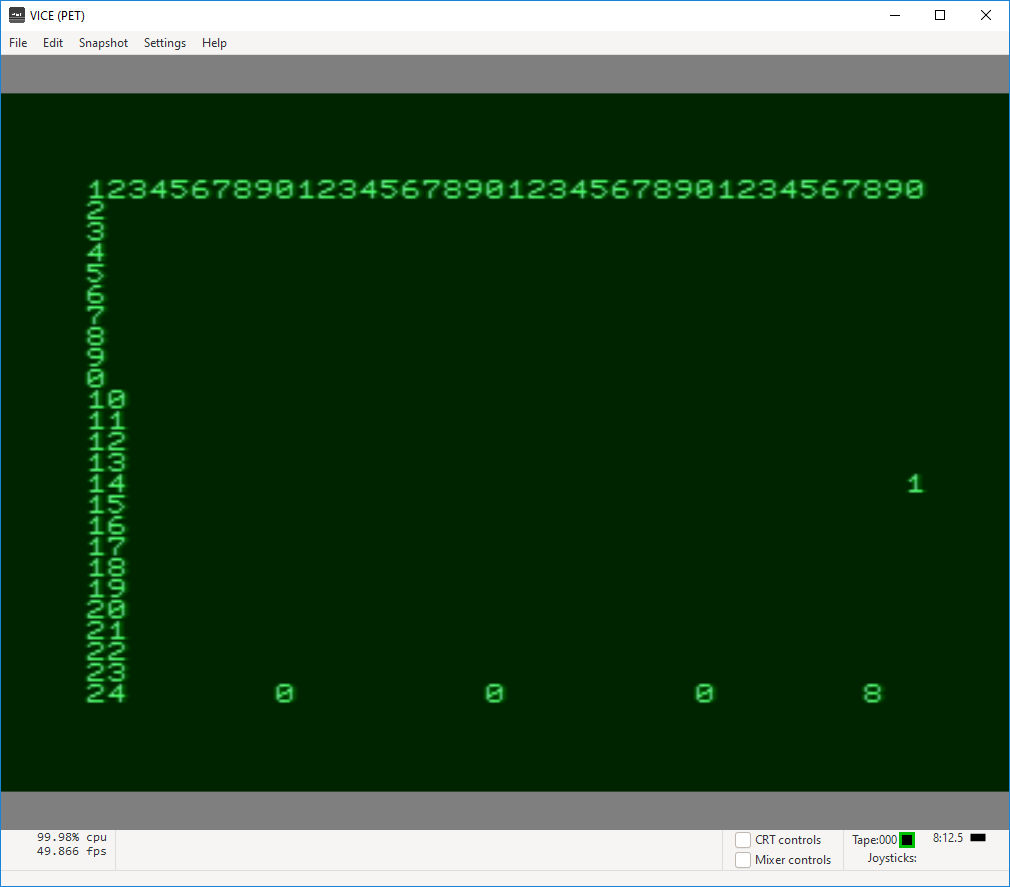 VICE (PET)
File Edit Snapshot Settings Help
1234567890123456789012345678901234567890
2
3
4
5
6
7
8
9
0
10
11
12
13
14 1
15
16
17
18
19
20
21
22
23
24 0 0 0 8
99.98% cpu
49.866 fps
CRT controls
Mixer controls
Tape:000
Joysticks:
8:12.5